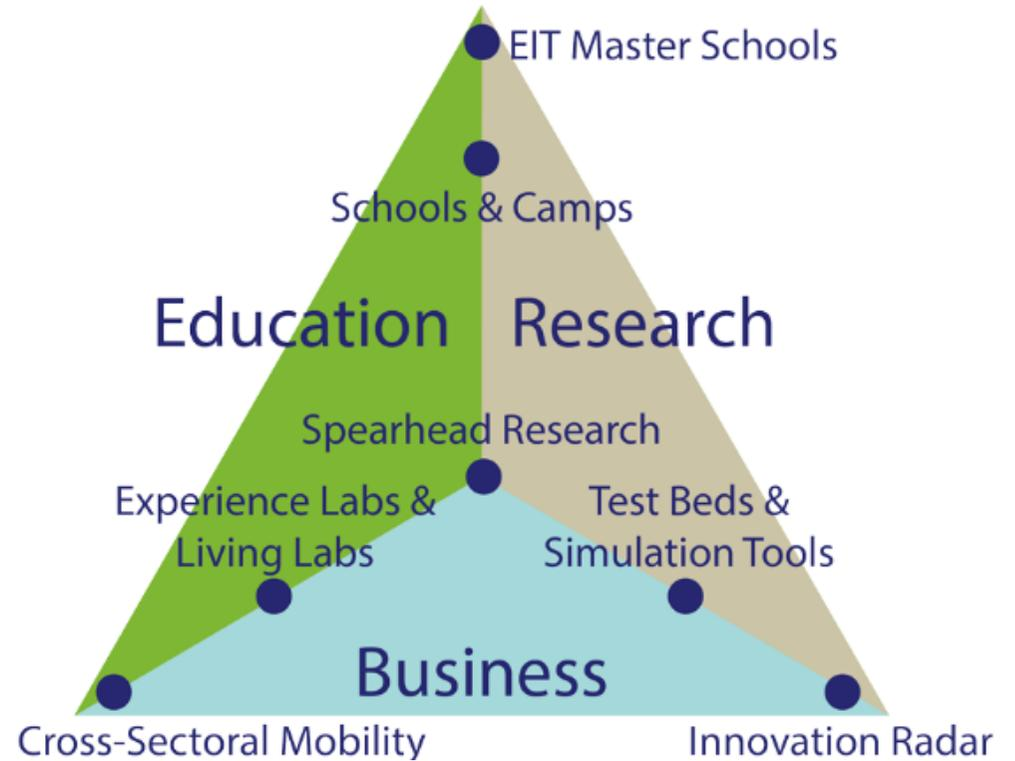 EIT Master Schools
Schools & Camps
Education
Research
Spearhead Research
Experience Labs &
Living Labs
Test Beds &
Simulation Tools
Business
Cross-Sectoral Mobility
Innovation Radar